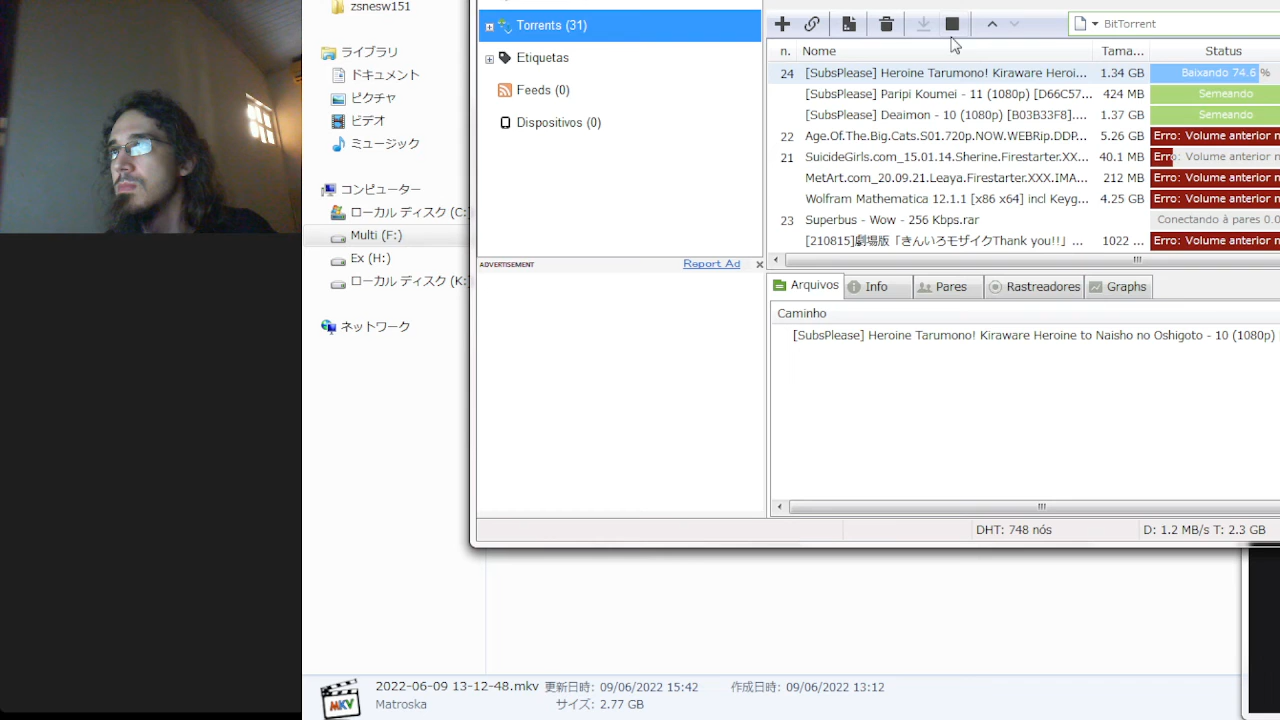 zsnesw151
ライブラリ
ドキュメント
ピクチャ
ビデオ
ミュージック
コンピューター
ローカル ディスク (C:
Multi (F:)
Ex (H:)
ローカル ディスク (K:
ネットワーク
Torrents (31)
Etiquetas
Feeds (0)
Dispositivos (0)
ADVERTISEMENT
Report Ad
BitTorrent
n. Nome Tama... Status
24 [SubsPlease] Heroine Tarumono! Kiraware Heroi... 1.34 GB Baixando 74.6 %
[SubsPlease] Paripi Koumei - 11 (1080p) [D66C57... 424 MB Semeando
[SubsPlease] Deaimon - 10 (1080p) [B03B33F8].... 1.37 GB Semeando
22 Age.Of.The.Big.Cats.S01.720p.NOW.WEBRip.DDP... 5.26 GB Erro: Volume anterior n
21 SuicideGirls.com_15.01.14.Sherine.Firestarter.XX... 40.1 MB Erro: Volume anterior n
MetArt.com_20.09.21.Leaya.Firestarter.XXX.IMA... 212 MB Erro: Volume anterior n
Wolfram Mathematica 12.1.1 [x86 x64] incl Keyg... 4.25 GB Erro: Volume anterior n
23 Superbus - Wow - 256 Kbps.rar Conectando à pares 0.0
[210815]劇場版「きんいろモザイクThank you!!」 ... 1022 ... Erro: Volume anterior n
Arquivos Info Pares Rastreadores Graphs
Caminho
[SubsPlease] Heroine Tarumono! Kiraware Heroine to Naisho no Oshigoto - 10 (1080p)
DHT: 748 nós D: 1.2 MB/s T: 2.3 GB
2022-06-09 13-12-48.mkv 更新日時: 09/06/2022 15:42 作成日時: 09/06/2022 13:12
Matroska サイズ: 2.77 GB
MKV